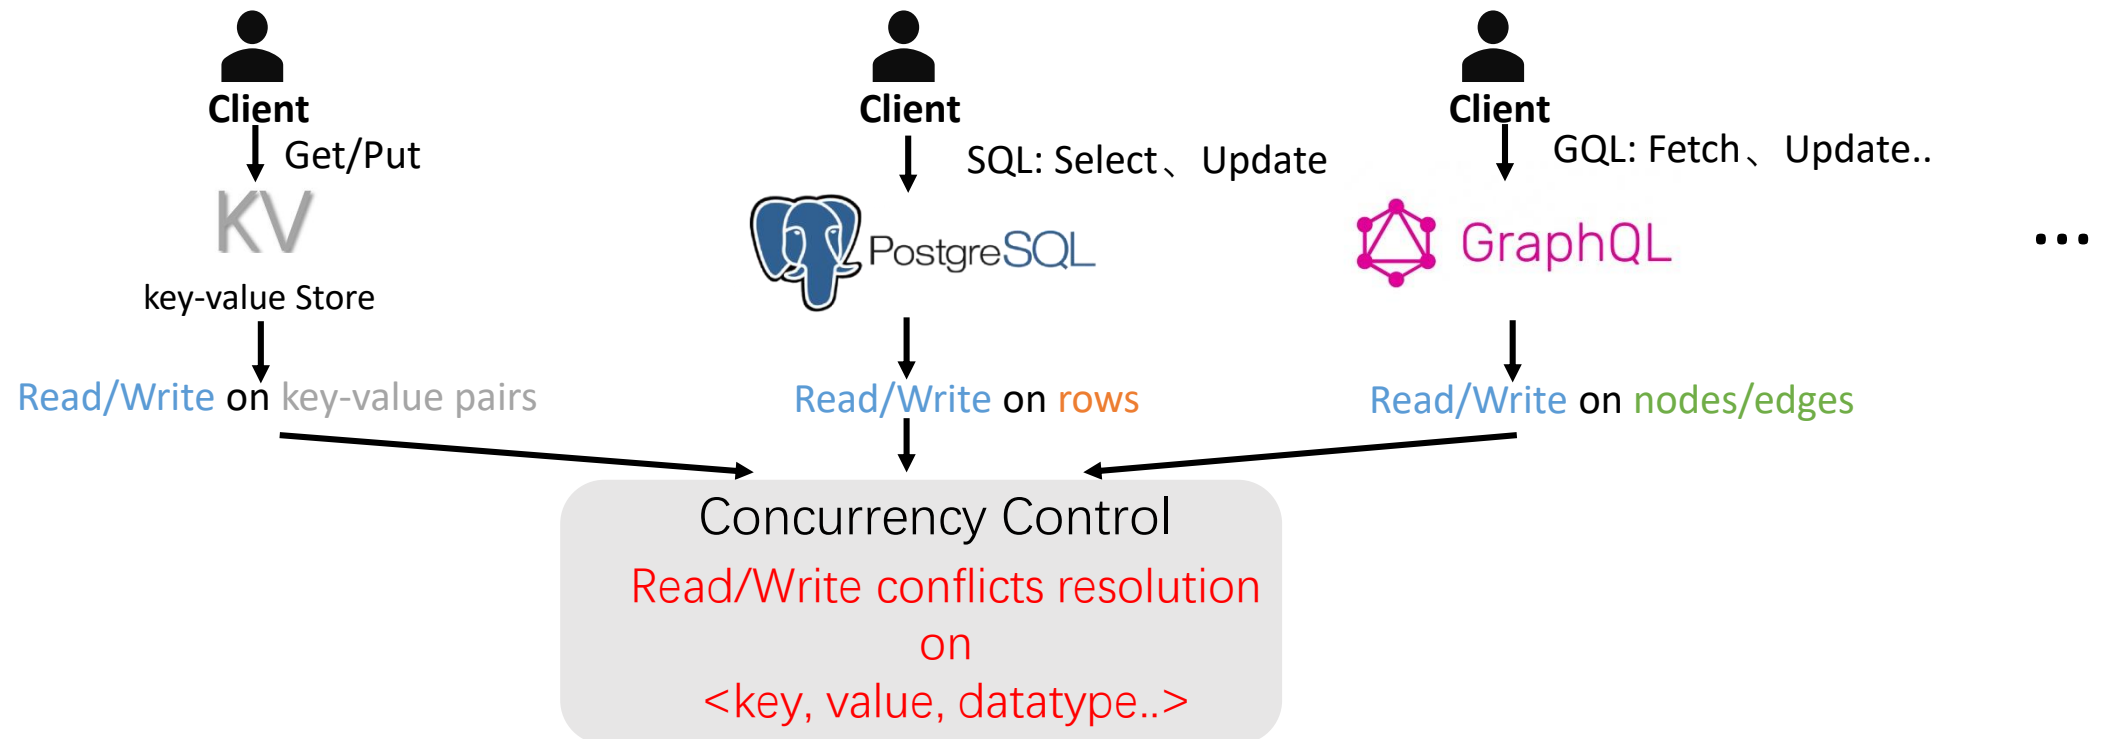 Client
Client
Client
Get/Put
SQL: Select、Update
GQL: Fetch、Update..
KV
PostgreSQL
GraphQL
...
key-value Store
Read/Write on key-value pairs
Read/Write on rows
Read/Write on nodes/edges
Concurrency Control
Read/Write conflicts resolution
on
<key, value, datatype..>